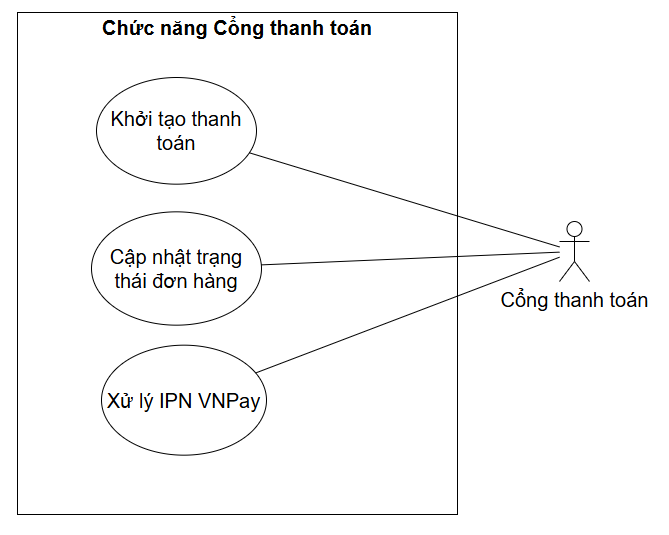 Chức năng Cổng thanh toán
Khởi tạo thanh
toán
Cập nhật trạng
thái đơn hàng
Xử lý IPN VNPay
Cổng thanh toán